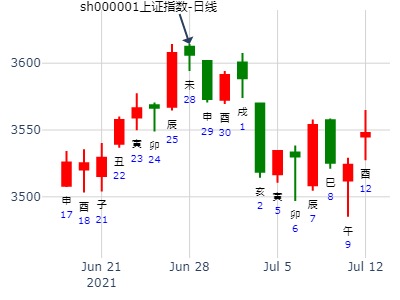 sh000001上证指数-日线
3600
3550
3500
申 17
酉 18
子 21
丑 22
寅 23
卯 24
辰 25
未 28
申 29
酉 30
戌 1
亥 2
寅 5
卯 6
辰 7
巳 8
午 9
酉 12
Jun 21
2021
Jun 28
Jul 5
Jul 12